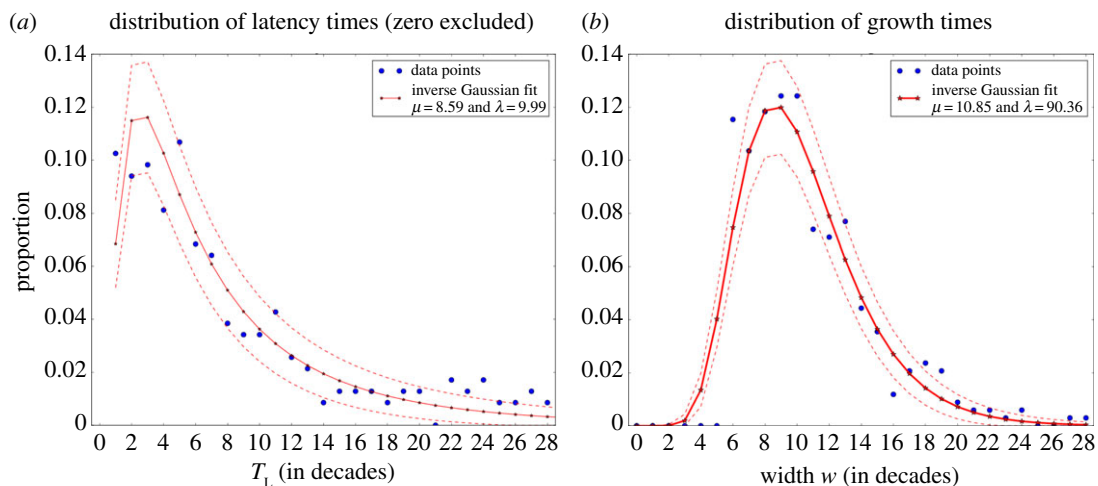 (a) distribution of latency times (zero excluded)
0.14
0.12
0.10
0.08
0.06
0.04
0.02
0
proportion
data points
inverse Gaussian fit
μ = 8.59 and λ = 9.99
0 2 4 6 8 10 12 14 16 18 20 22 24 26 28
T_L (in decades)
(b) distribution of growth times
0.14
0.12
0.10
0.08
0.06
0.04
0.02
0
data points
inverse Gaussian fit
μ = 10.85 and λ = 90.36
0 2 4 6 8 10 12 14 16 18 20 22 24 26 28
width w (in decades)